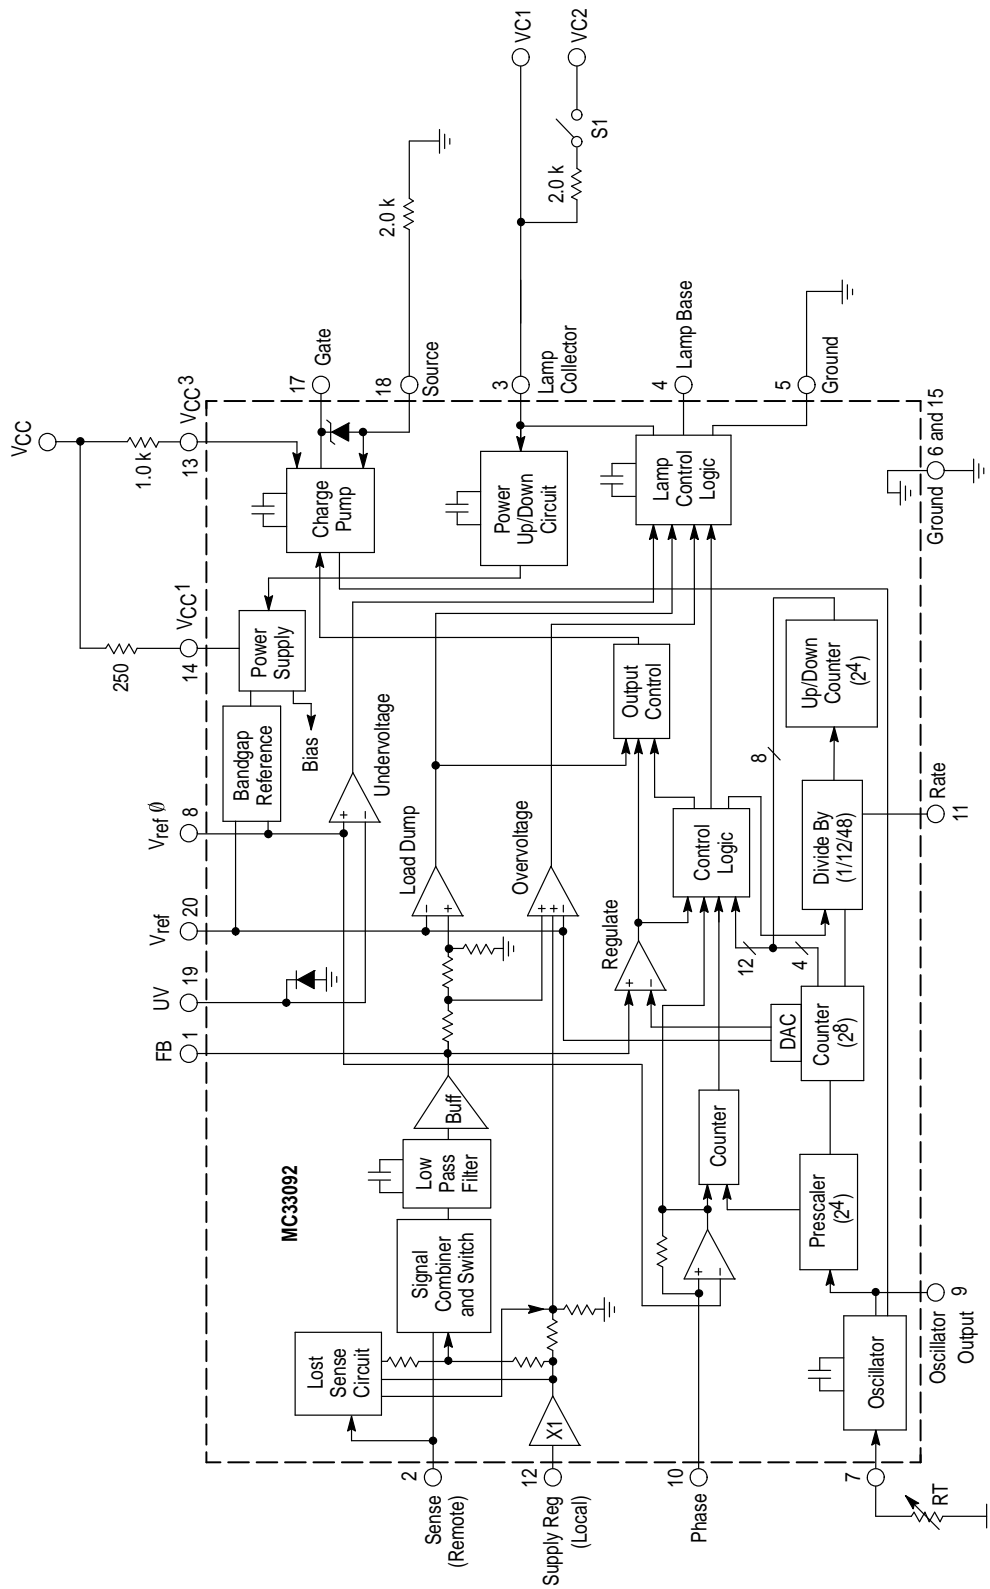 VCC
250
1.0 k
14
VCC1
13
VCC3
17
Gate
18
Source
2.0 k
3
Lamp
Collector
VC1
2.0 k
S1
VC2
4
Lamp Base
5
Ground
Ground
6 and 15
FB
1
UV
19
Vref
20
Vref Ø
8
Bandgap
Reference
Power
Supply
Bias
Charge
Pump
Power
Up/Down
Circuit
Lamp
Control
Logic
MC33092
Undervoltage
+
–
Load Dump
–
+
Overvoltage
+
+
–
Regulate
+
–
Output
Control
Control
Logic
12
4
8
Lost
Sense
Circuit
Signal
Combiner
and Switch
Low
Pass
Filter
Buff
X1
+
–
Counter
DAC
Counter
(28)
Prescaler
(24)
Divide By
(1/12/48)
Up/Down
Counter
(24)
Oscillator
2
Sense
(Remote)
12
Supply Reg
(Local)
10
Phase
7
RT
Oscillator
Output
9
11
Rate